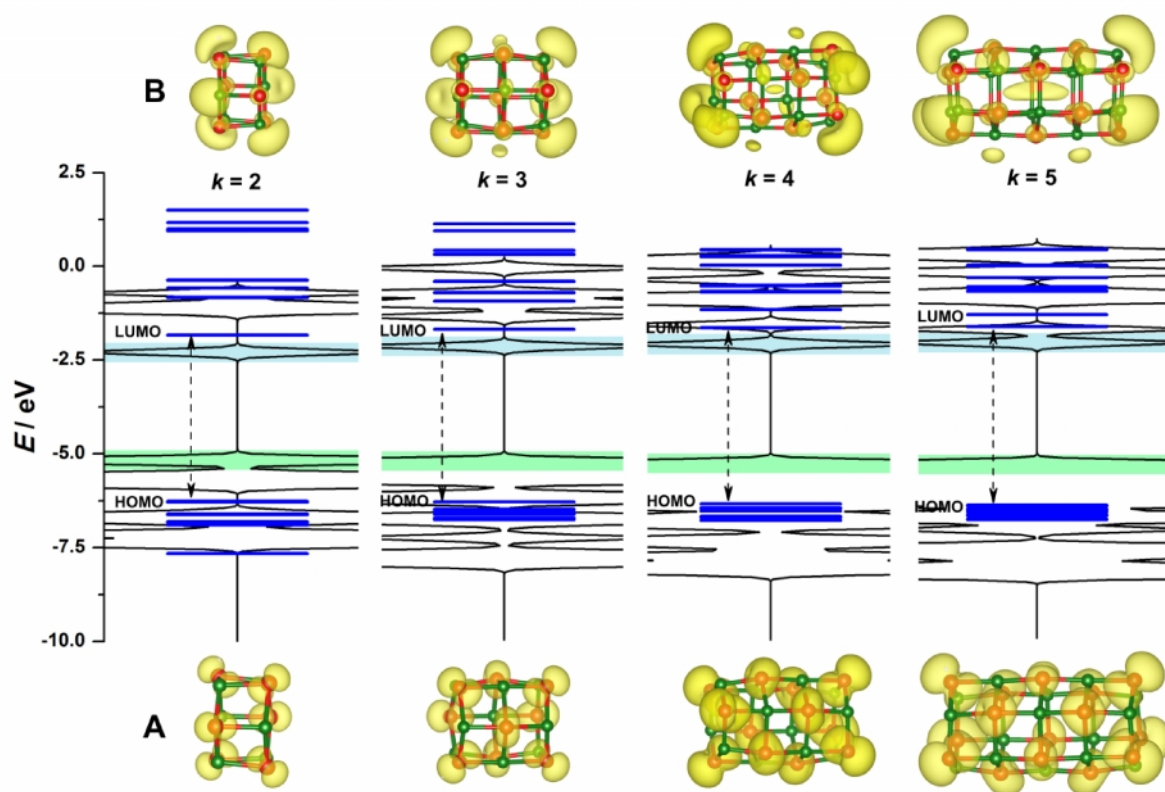 B
k = 2
k = 3
k = 4
k = 5
2.5
0.0
-2.5
-5.0
-7.5
-10.0
E / eV
LUMO
LUMO
LUMO
LUMO
HOMO
HOMO
HOMO
HOMO
A